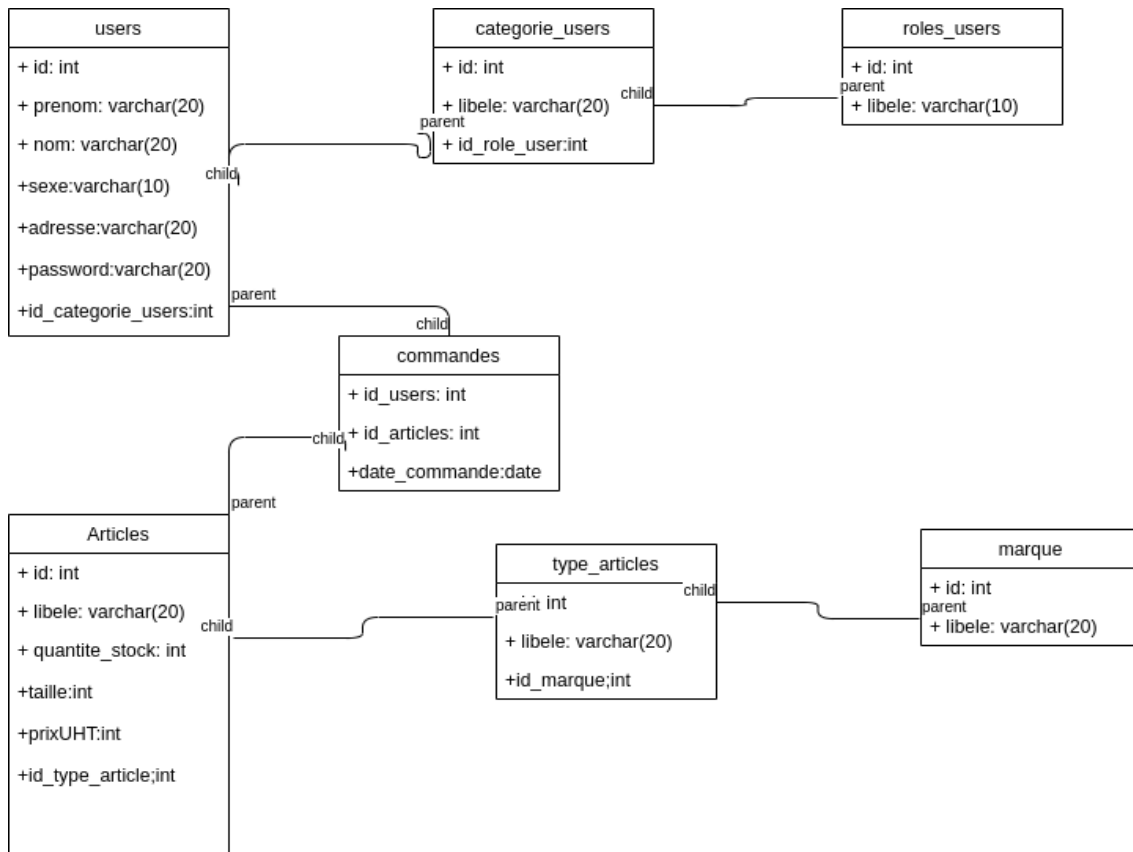 users
+ id: int
+ prenom: varchar(20)
+ nom: varchar(20)
+sexe:varchar(10)
+adresse:varchar(20)
+password:varchar(20)
+id_categorie_users:int
child
parent
categorie_users
+ id: int
+ libele: varchar(20)
+ id_role_user:int
child
parent
roles_users
+ id: int
parent
+ libele: varchar(10)
child
commandes
+ id_users: int
+ id_articles: int
+date_commande:date
child
parent
Articles
+ id: int
+ libele: varchar(20)
+ quantite_stock: int
+taille:int
+prixUHT:int
+id_type_article;int
child
type_articles
parent int
+ libele: varchar(20)
+id_marque;int
child
marque
+ id: int
parent
+ libele: varchar(20)